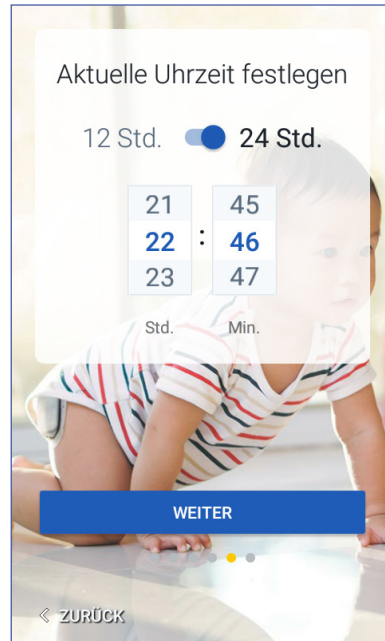 Aktuelle Uhrzeit festlegen
12 Std. 24 Std.
21 45
22 : 46
23 47
Std. Min.
WEITER
ZURÜCK